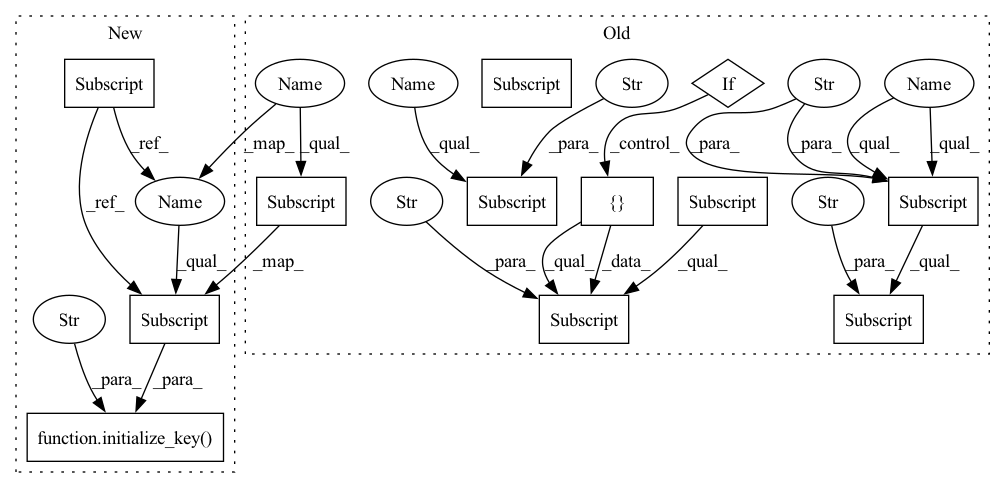 New
Old
Subscript
Name
Name
Subscript
Str
If
Str
Name
_ref_
_map_
_qual_
_qual_
_para_
_control_
_para_
_para_
_qual_
_qual_
_ref_
Name
Subscript
Str
Subscript
{}
Subscript
Str
Subscript
_qual_
_map_
_para_
_qual_
_data_
_qual_
_para_
_qual_
Str
Subscript
Subscript
Subscript
_para_
_para_
function.initialize_key()